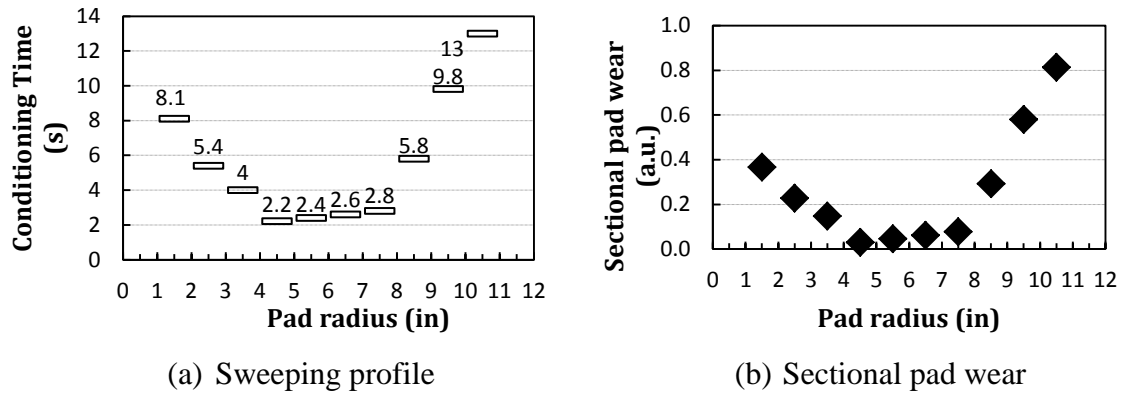 Conditioning Time
(s)
14
12
10
8
6
4
2
0
8.1
5.4
4
2.2
2.4
2.6
2.8
5.8
9.8
13
0 1 2 3 4 5 6 7 8 9 10 11 12
Pad radius (in)
(a) Sweeping profile
Sectional pad wear
(a.u.)
1.0
0.8
0.6
0.4
0.2
0.0
0 1 2 3 4 5 6 7 8 9 10 11 12
Pad radius (in)
(b) Sectional pad wear